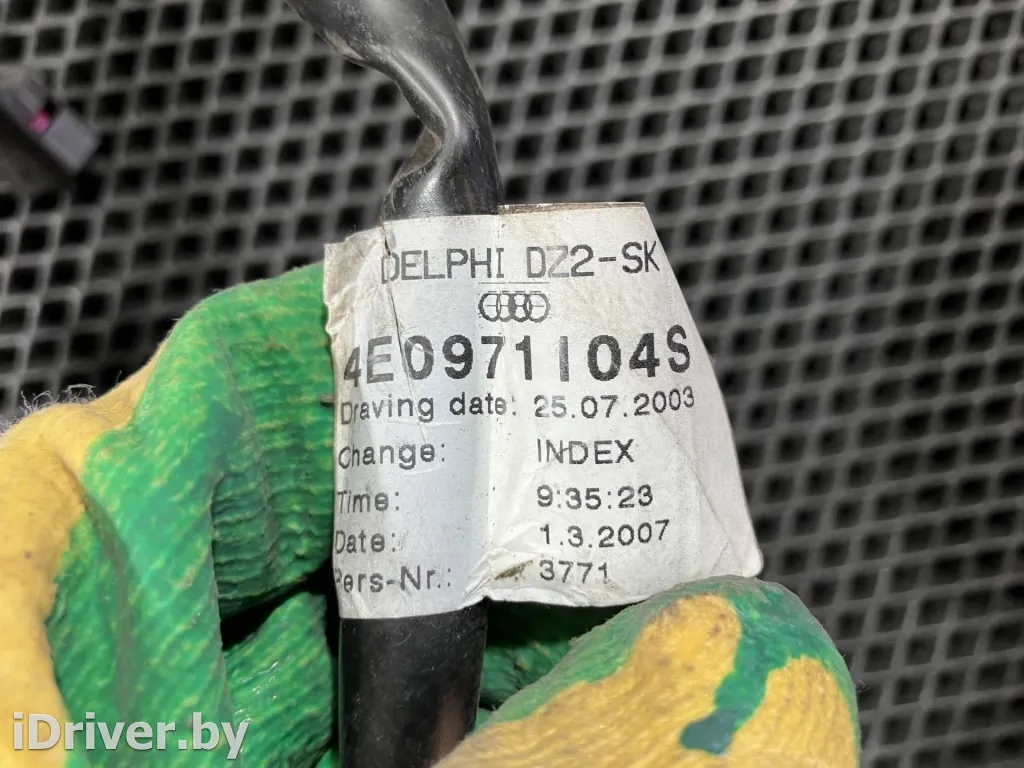 DELPHI DZ2-SK
4E0971104S
Draving date: 25.07.2003
Change: INDEX
Time: 9:35:23
Date: 1.3.2007
Pers-Nr.: 3771
iDriver.by